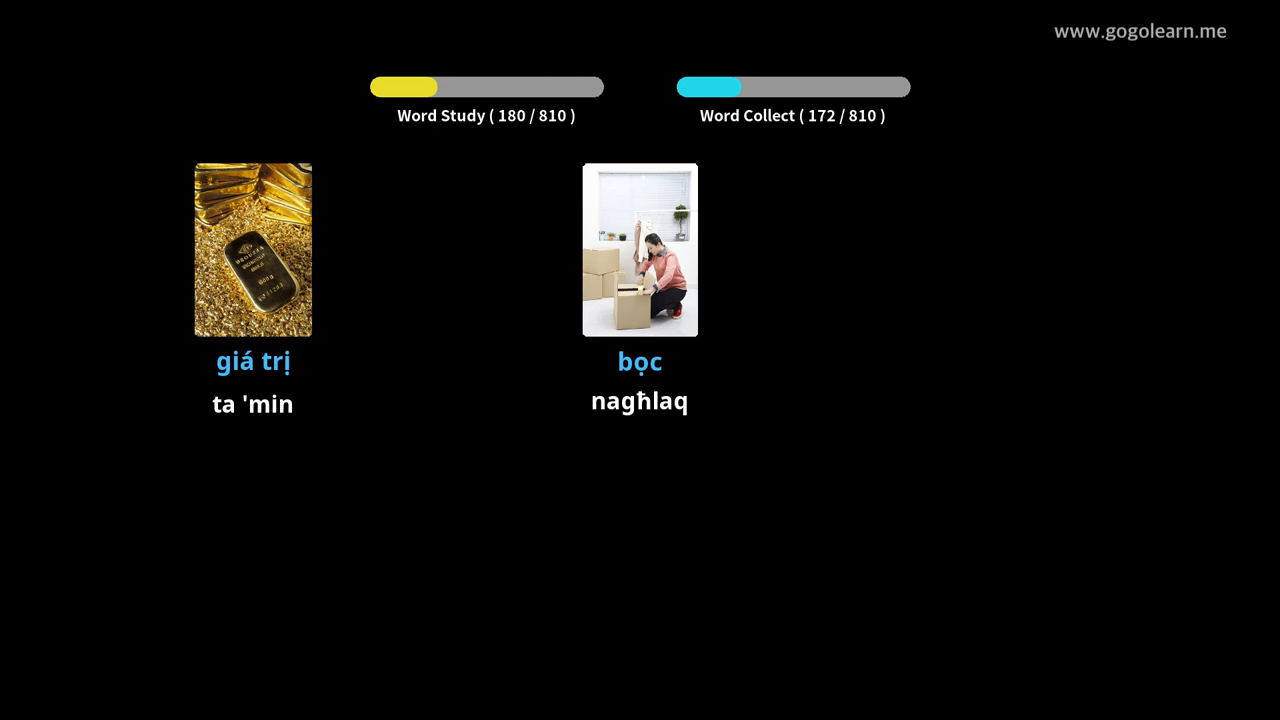 www.gogolearn.me
Word Study ( 180 / 810 )
Word Collect ( 172 / 810 )
giá trị
ta 'min
bọc
nagħlaq